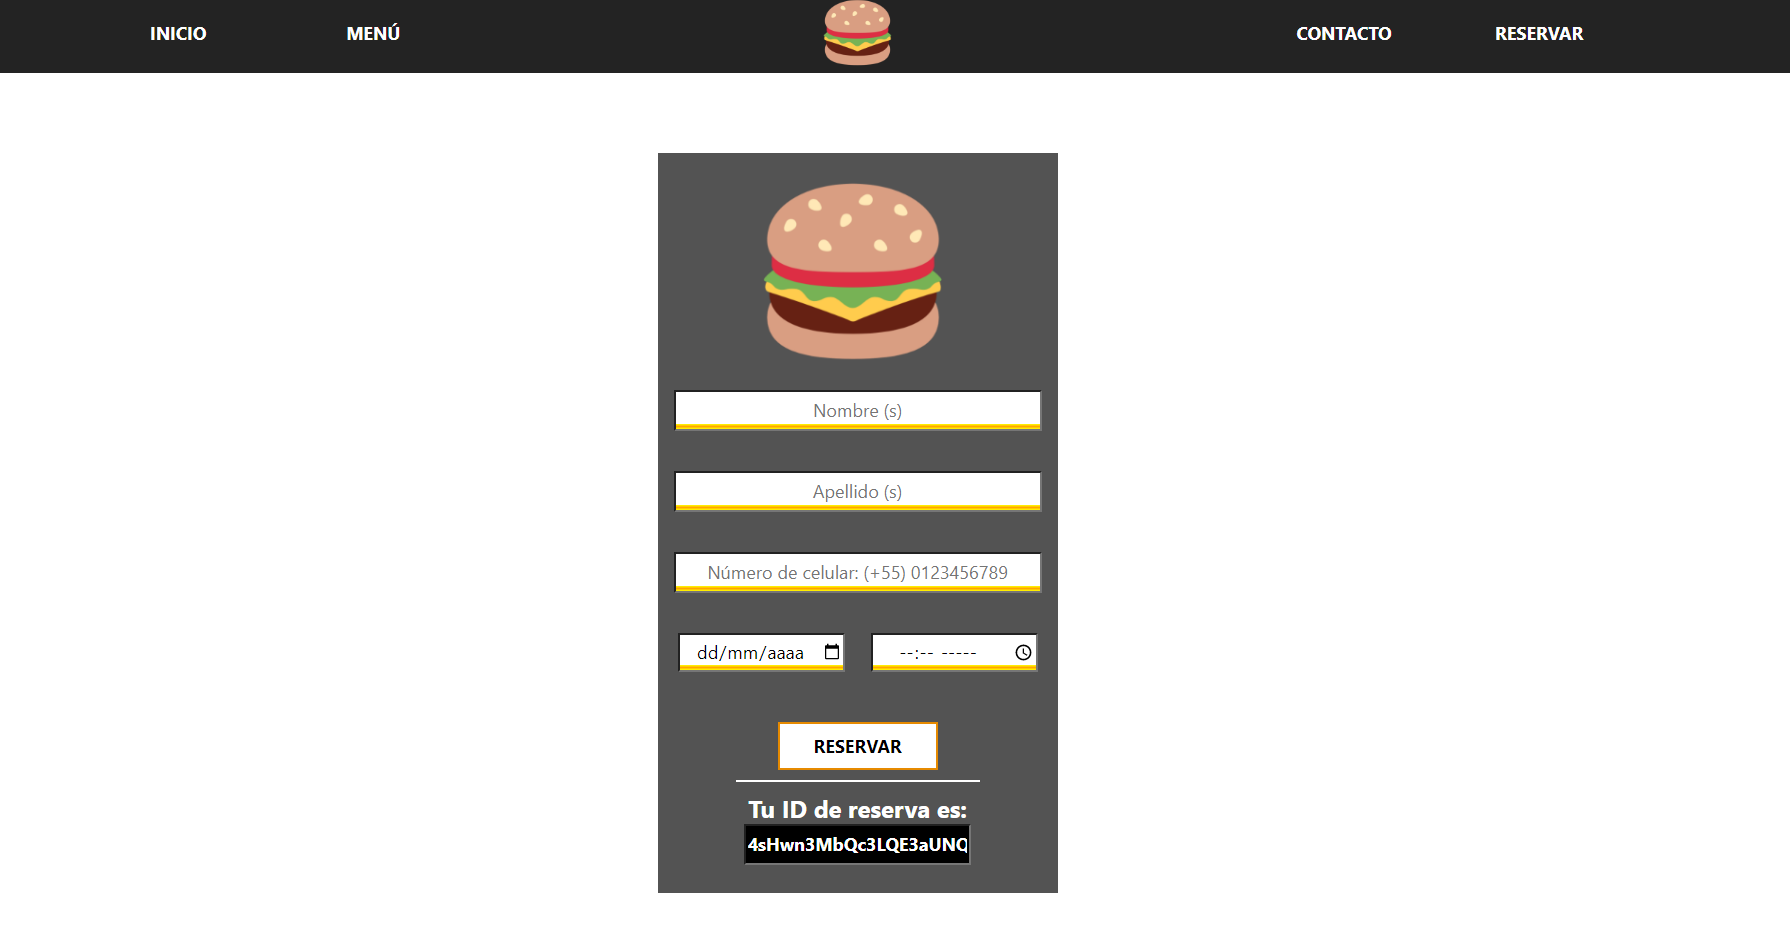 INICIO MENÚ CONTACTO RESERVAR
Nombre (s)
Apellido (s)
Número de celular: (+55) 0123456789
dd/mm/aaaa --:-- -----
RESERVAR
Tu ID de reserva es:
4sHwn3MbQc3LQE3aUNQ